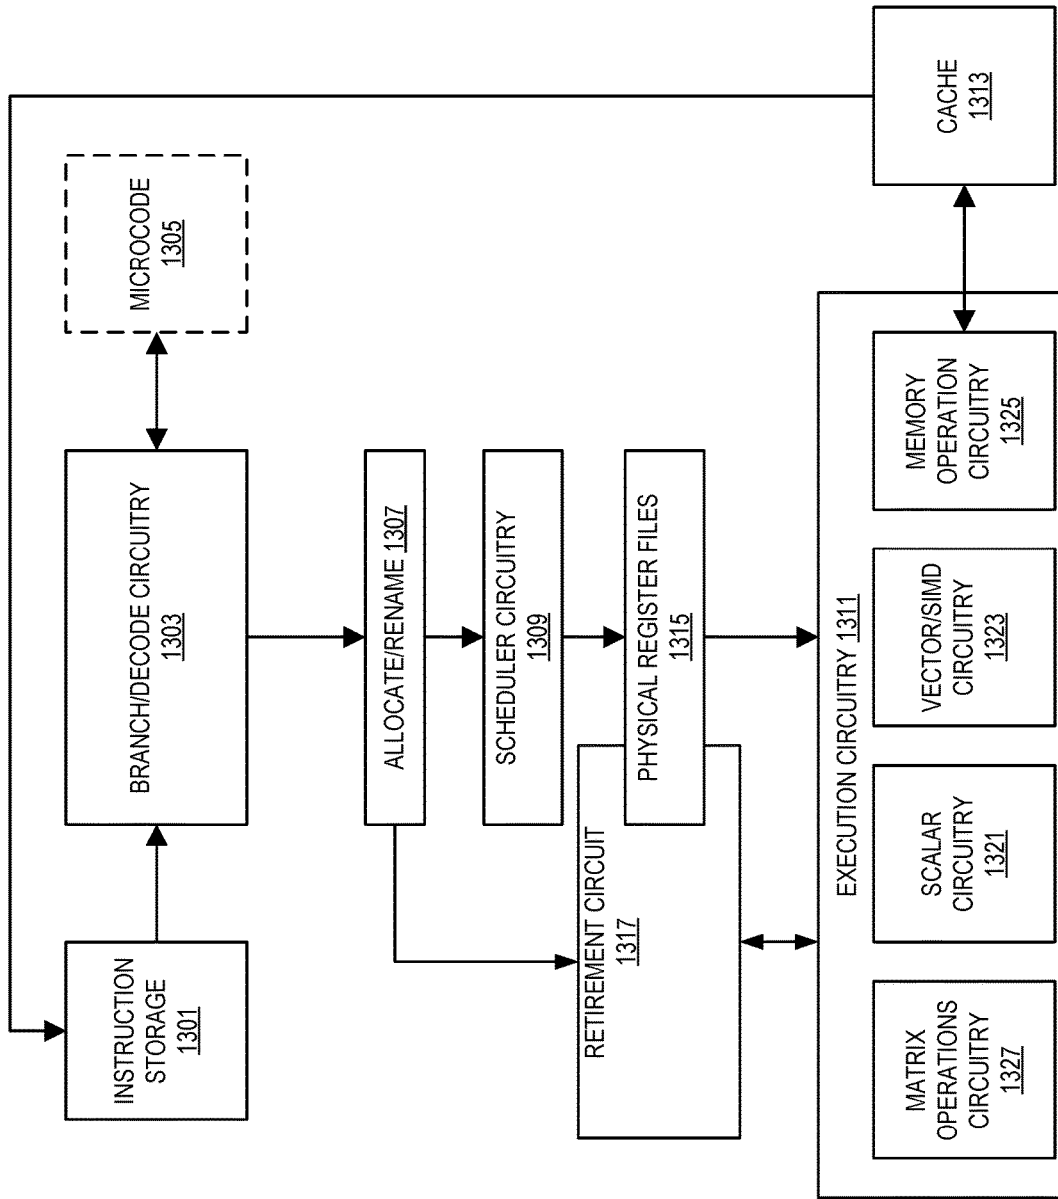 INSTRUCTION
STORAGE
1301
BRANCH/DECODE CIRCUITRY
1303
MICROCODE
1305
ALLOCATE/RENAME 1307
SCHEDULER CIRCUITRY
1309
RETIREMENT CIRCUIT
1317
PHYSICAL REGISTER FILES
1315
EXECUTION CIRCUITRY 1311
MATRIX
OPERATIONS
CIRCUITRY
1327
SCALAR
CIRCUITRY
1321
VECTOR/SIMD
CIRCUITRY
1323
MEMORY
OPERATION
CIRCUITRY
1325
CACHE
1313